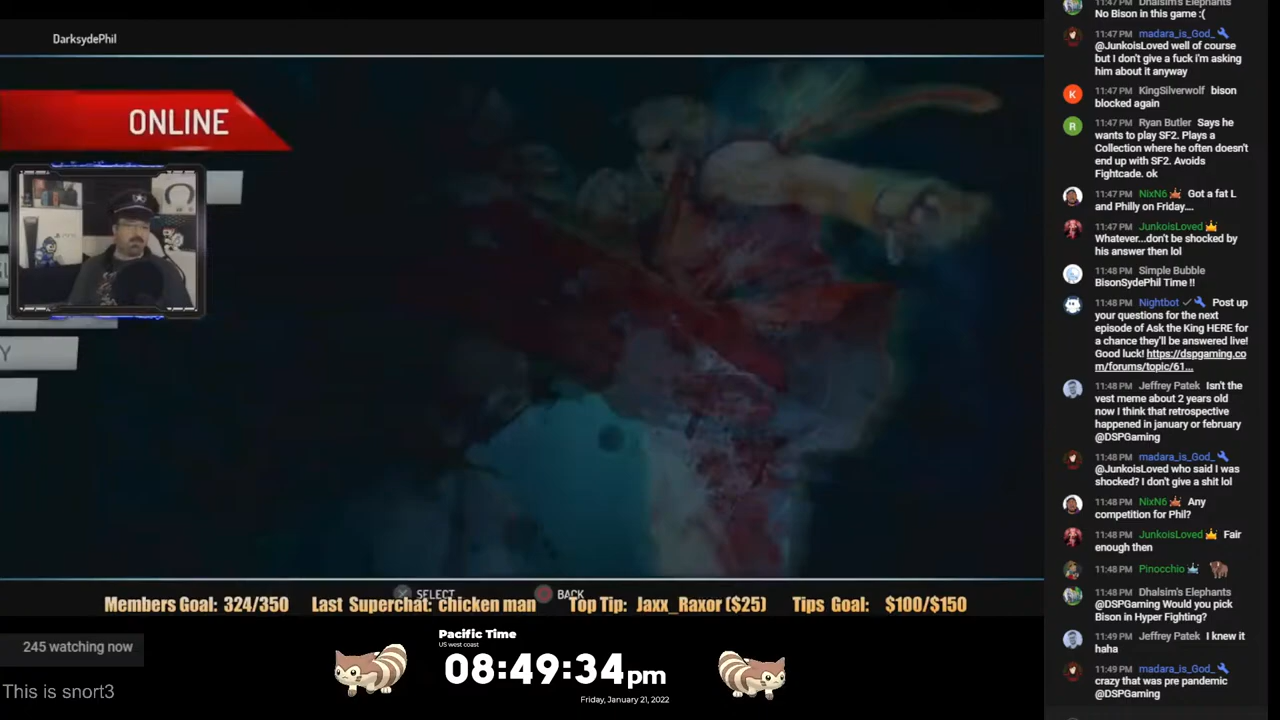 DarksydePhil
ONLINE
Y
SELECT
BACK
Members Goal: 324/350
Last Superchat: chicken man
Top Tip: Jaxx_Raxor ($25)
Tips Goal: $100/$150
245 watching now
This is snort3
Pacific Time
US west coast
08:49:34pm
Friday, January 21, 2022
11:47 PM Dhalsim's Elephants
No Bison in this game :(
11:47 PM madara_is_God_
@JunkoisLoved well of course
but I don't give a fuck i'm asking
him about it anyway
11:47 PM KingSilverwolf bison
blocked again
11:47 PM Ryan Butler Says he
wants to play SF2. Plays a
Collection where he often doesn't
end up with SF2. Avoids
Fightcade. ok
11:47 PM NixN6 Got a fat L
and Philly on Friday....
11:47 PM JunkoisLoved
Whatever...don't be shocked by
his answer then lol
11:48 PM Simple Bubble
BisonSydePhil Time !!
11:48 PM Nightbot Post up
your questions for the next
episode of Ask the King HERE for
a chance they'll be answered live!
Good luck! https://dspgaming.co
m/forums/topic/61...
11:48 PM Jeffrey Patek Isn't the
vest meme about 2 years old
now I think that retrospective
happened in january or february
@DSPGaming
11:48 PM madara_is_God_
@JunkoisLoved who said I was
shocked? I don't give a shit lol
11:48 PM NixN6 Any
competition for Phil?
11:48 PM JunkoisLoved Fair
enough then
11:48 PM Pinocchio
11:48 PM Dhalsim's Elephants
@DSPGaming Would you pick
Bison in Hyper Fighting?
11:49 PM Jeffrey Patek I knew it
haha
11:49 PM madara_is_God_
crazy that was pre pandemic
@DSPGaming